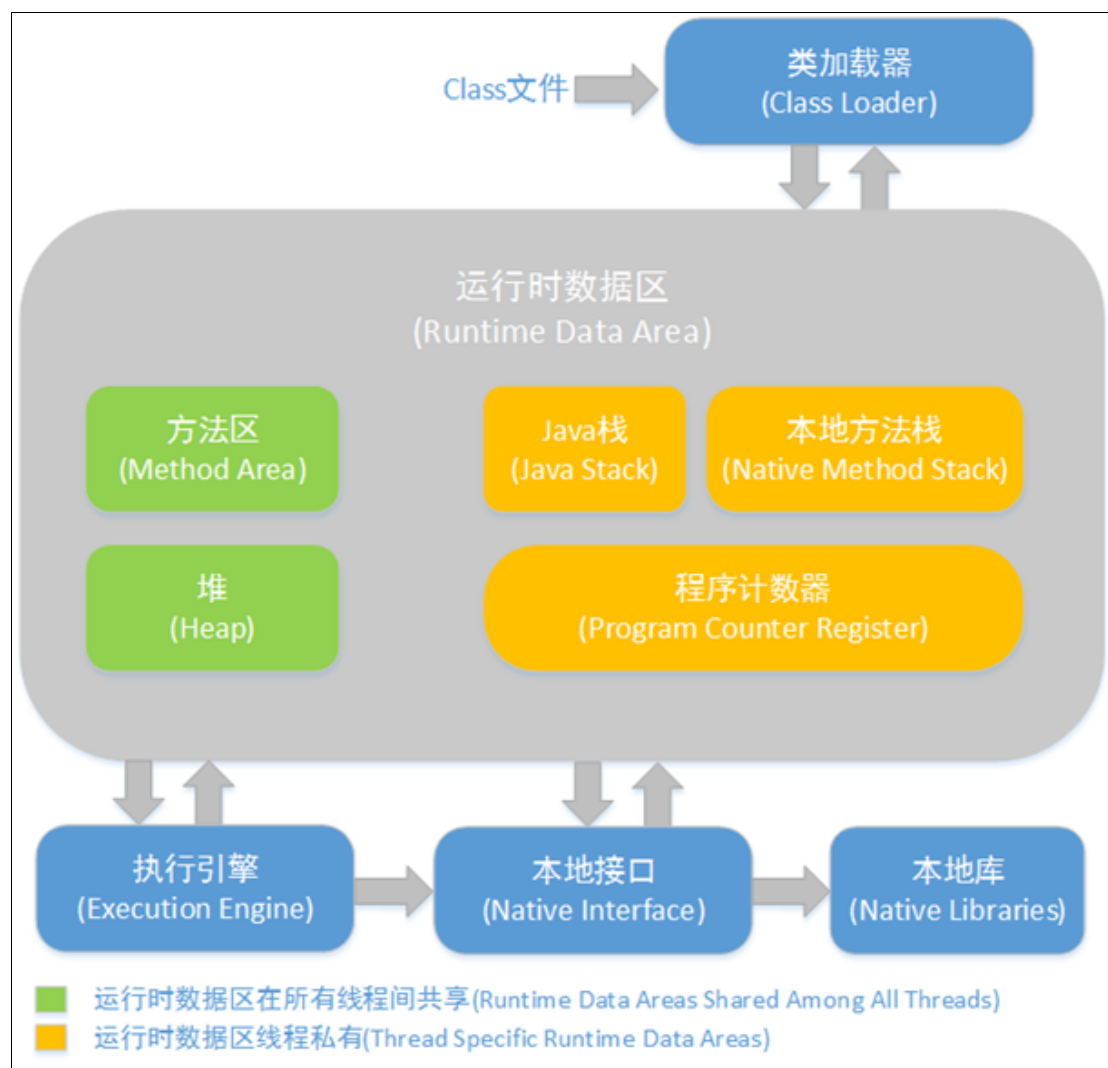 类加载器
(Class Loader)
Class文件
运行时数据区
(Runtime Data Area)
方法区
(Method Area)
Java栈
(Java Stack)
本地方法栈
(Native Method Stack)
堆
(Heap)
程序计数器
(Program Counter Register)
执行引擎
(Execution Engine)
本地接口
(Native Interface)
本地库
(Native Libraries)
运行时数据区在所有线程间共享(Runtime Data Areas Shared Among All Threads)
运行时数据区线程私有(Thread Specific Runtime Data Areas)